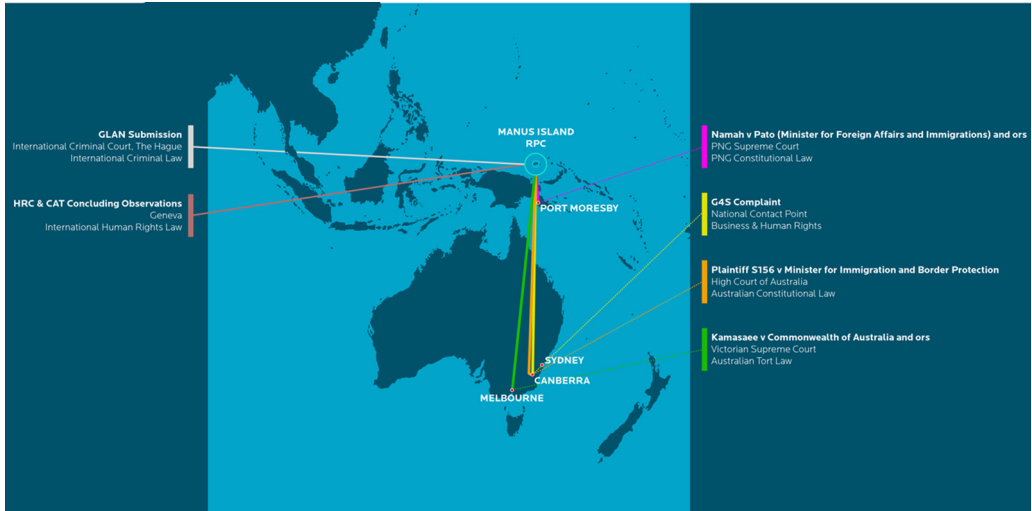 GLAN Submission
International Criminal Court, The Hague
International Criminal Law
HRC & CAT Concluding Observations
Geneva
International Human Rights Law
MANUS ISLAND
RPC
PORT MORESBY
SYDNEY
CANBERRA
MELBOURNE
Namah v Pato (Minister for Foreign Affairs and Immigrations) and ors
PNG Supreme Court
PNG Constitutional Law
G4S Complaint
National Contact Point
Business & Human Rights
Plaintiff S156 v Minister for Immigration and Border Protection
High Court of Australia
Australian Constitutional Law
Kamasaee v Commonwealth of Australia and ors
Victorian Supreme Court
Australian Tort Law